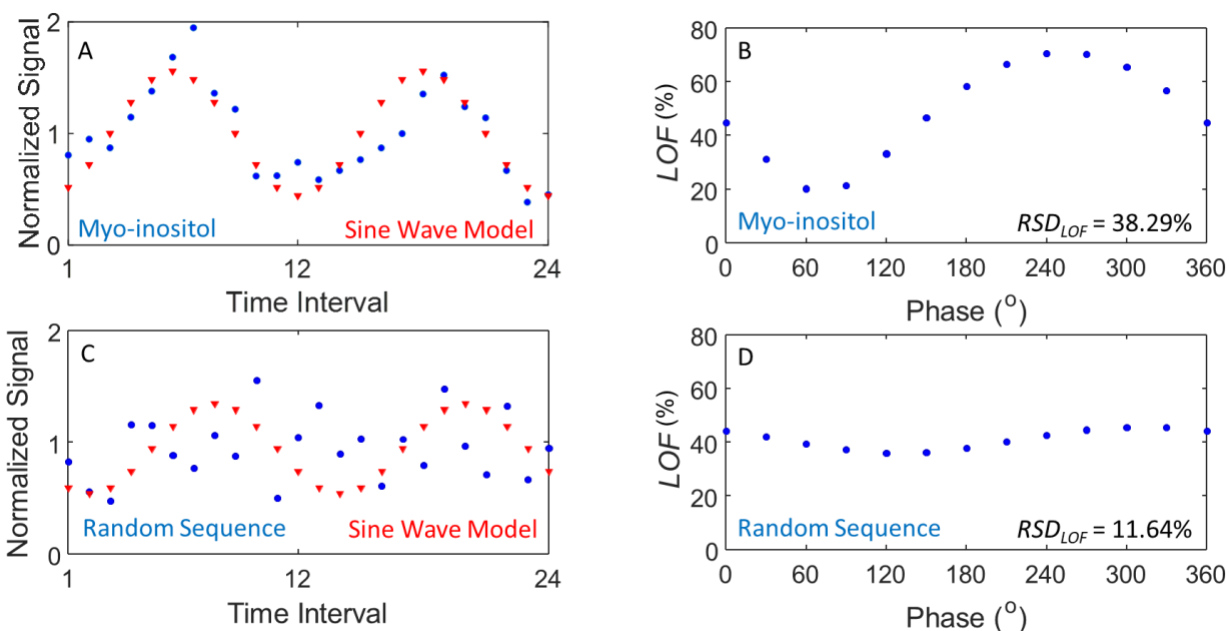 A
Normalized Signal
2
1
0
Myo-inositol
Sine Wave Model
1
12
24
Time Interval
B
LOF (%)
80
60
40
20
0
Myo-inositol
RSD_LOF = 38.29%
0 60 120 180 240 300 360
Phase (°)
C
Normalized Signal
2
1
0
Random Sequence
Sine Wave Model
1
12
24
Time Interval
D
LOF (%)
80
60
40
20
0
Random Sequence
RSD_LOF = 11.64%
0 60 120 180 240 300 360
Phase (°)